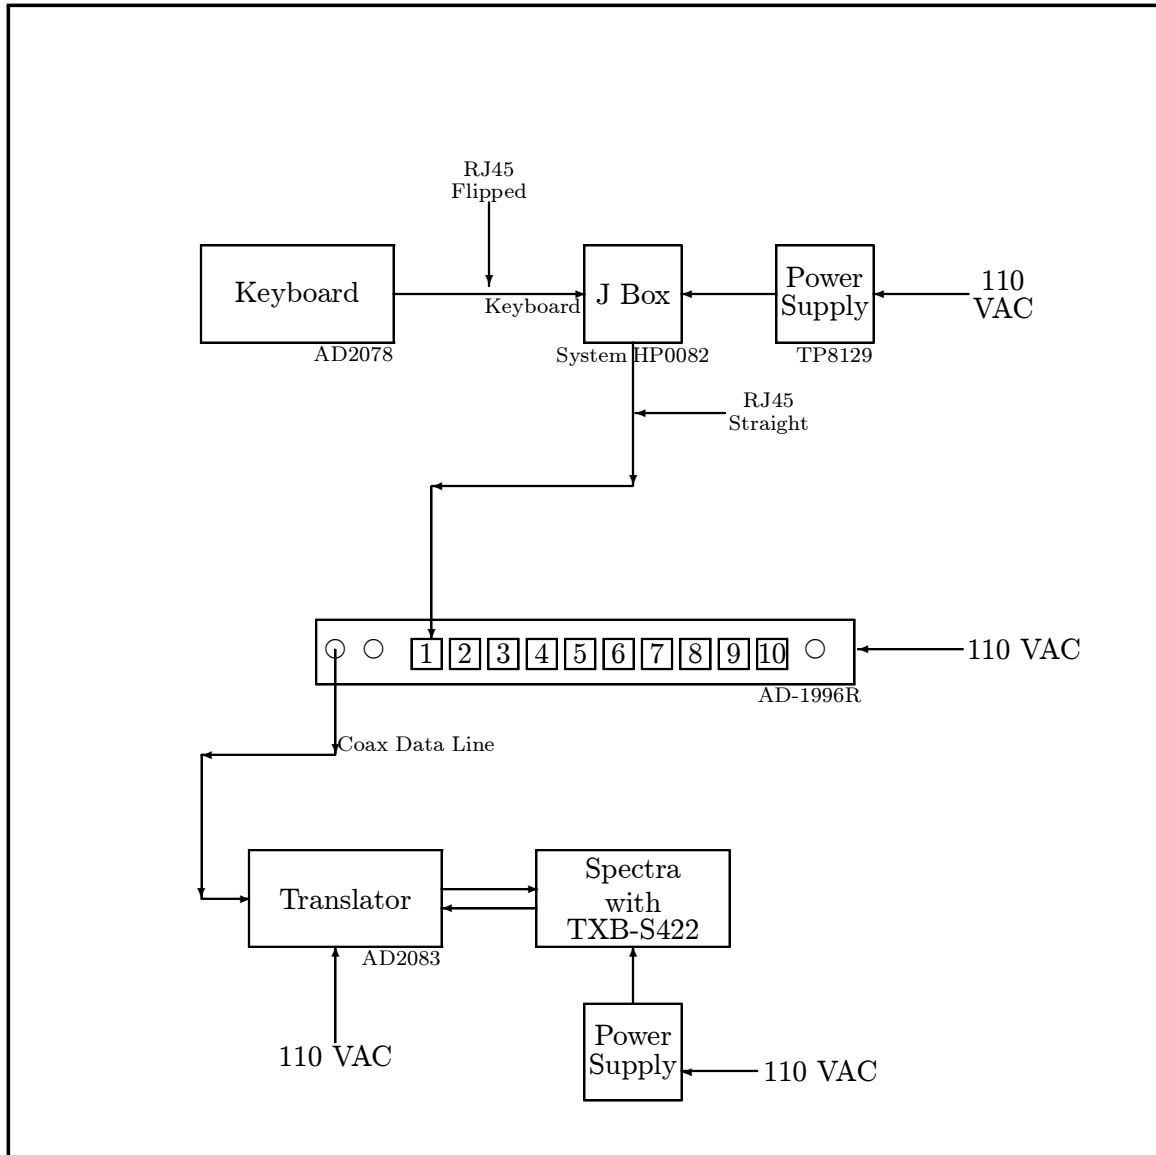 RJ45
Flipped
Keyboard
Keyboard
J Box
Power
Supply
110
VAC
AD2078
System HP0082
TP8129
RJ45
Straight
1 2 3 4 5 6 7 8 9 10
110 VAC
AD-1996R
Coax Data Line
Translator
Spectra
with
TXB-S422
AD2083
110 VAC
Power
Supply
110 VAC